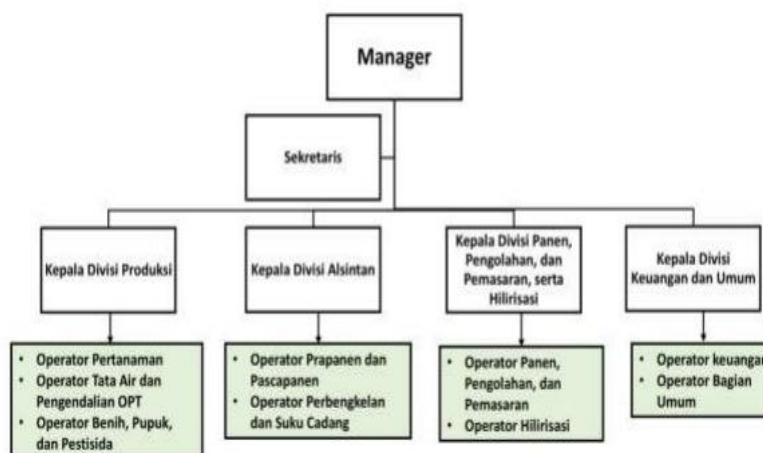 Manager
Sekretaris
Kepala Divisi Produksi
Kepala Divisi Alsintan
Kepala Divisi Panen,
Pengolahan, dan
Pemasaran, serta
Hilirisasi
Kepala Divisi
Keuangan dan Umum
• Operator Pertanaman
• Operator Tata Air dan
Pengendalian OPT
• Operator Benih, Pupuk,
dan Pestisida
• Operator Prapanen dan
Pascapanen
• Operator Perbengkelan
dan Suku Cadang
• Operator Panen,
Pengolahan, dan
Pemasaran
• Operator Hilirisasi
• Operator keuangan
• Operator Bagian
Umum